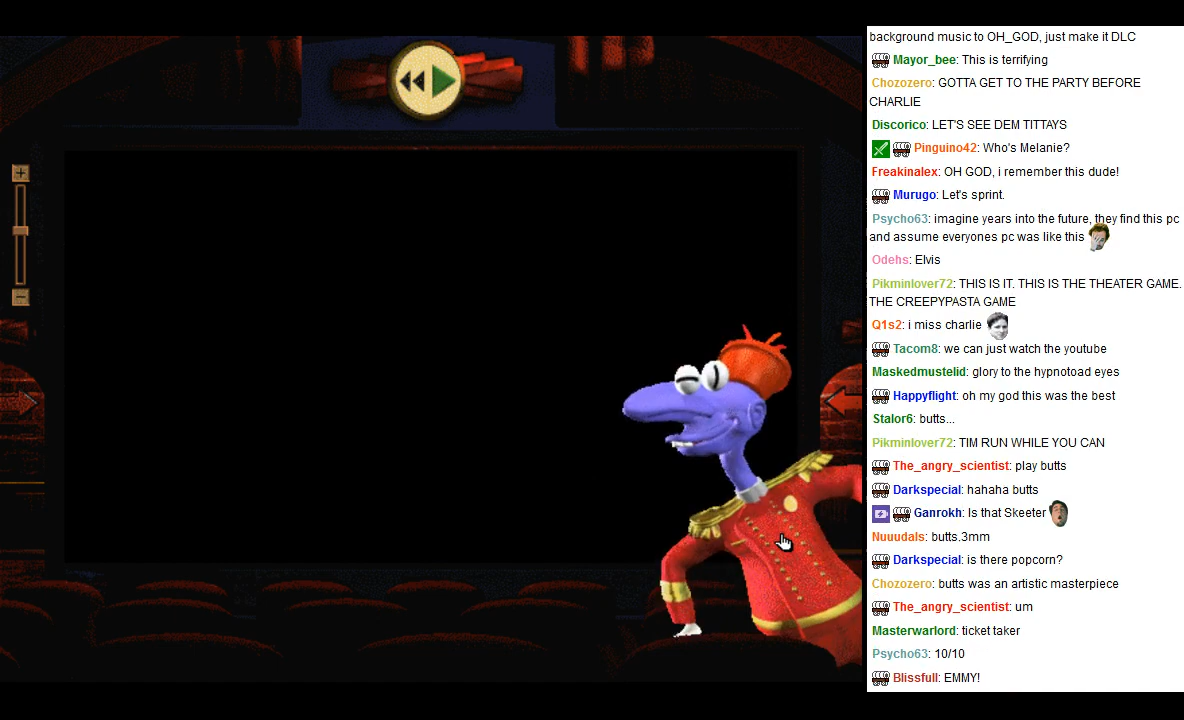 background music to OH_GOD, just make it DLC
Mayor_bee: This is terrifying
Chozozero: GOTTA GET TO THE PARTY BEFORE
CHARLIE
Discorico: LET'S SEE DEM TITTAYS
Pinguino42: Who's Melanie?
Freakinalex: OH GOD, i remember this dude!
Murugo: Let's sprint.
Psycho63: imagine years into the future, they find this pc
and assume everyones pc was like this
Odehs: Elvis
Pikminlover72: THIS IS IT. THIS IS THE THEATER GAME.
THE CREEPYPASTA GAME
Q1s2: i miss charlie
Tacom8: we can just watch the youtube
Maskedmustelid: glory to the hypnotoad eyes
Happyflight: oh my god this was the best
Stalor6: butts...
Pikminlover72: TIM RUN WHILE YOU CAN
The_angry_scientist: play butts
Darkspecial: hahaha butts
Ganrokh: Is that Skeeter
Nuuudals: butts.3mm
Darkspecial: is there popcorn?
Chozozero: butts was an artistic masterpiece
The_angry_scientist: um
Masterwarlord: ticket taker
Psycho63: 10/10
Blissfull: EMMY!